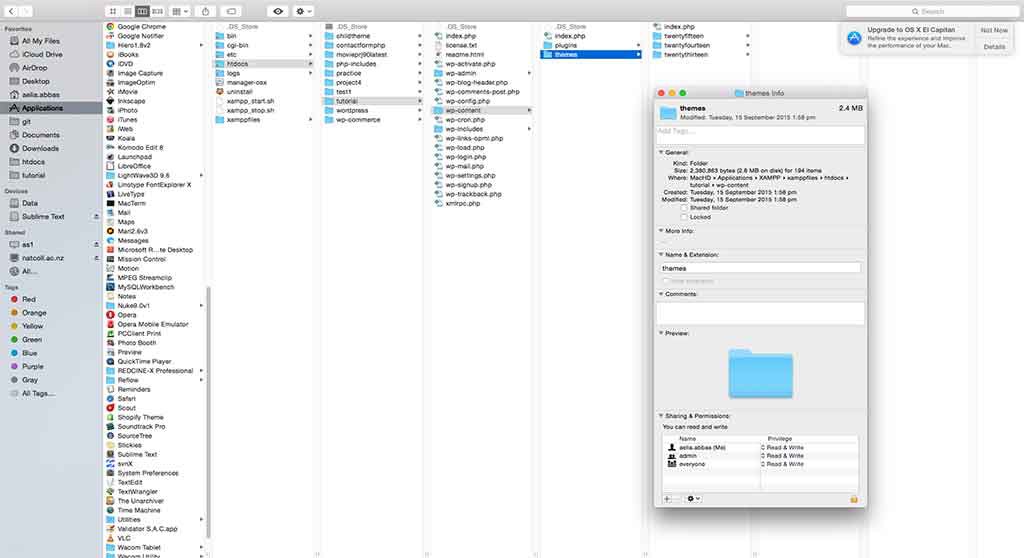 Search
Favorites
All My Files
iCloud Drive
AirDrop
Desktop
aelia.abbas
Applications
git
Documents
Downloads
htdocs
tutorial
Devices
Data
Sublime Text
Shared
as1
natcoll.ac.nz
All...
Tags
Red
Orange
Yellow
Green
Blue
Purple
Gray
All Tags...
Google Chrome
Google Notifier
Hiero1.8v2
iBooks
iDVD
Image Capture
ImageOptim
iMovie
Inkscape
iPhoto
iTunes
iWeb
Koala
Komodo Edit 8
Launchpad
LibreOffice
LightWave3D 9.6
Linotype FontExplorer X
LiveType
MacTerm
Mail
Maps
Mari2.6v3
Messages
Microsoft R...te Desktop
Mission Control
Motion
MPEG Streamclip
MySQLWorkbench
Notes
Nuke9.0v1
Opera
Opera Mobile Emulator
PCClient Print
Photo Booth
Preview
QuickTime Player
REDCINE-X Professional
Reflow
Reminders
Safari
Scout
Shopify Theme
Soundtrack Pro
SourceTree
Stickies
Sublime Text
svnX
System Preferences
TextEdit
TextWrangler
The Unarchiver
Time Machine
Utilities
Validator S.A.C.app
VLC
Wacom Tablet
.DS_Store
bin
cgi-bin
etc
htdocs
logs
manager-osx
uninstall
xampp_start.sh
xampp_stop.sh
xamppfiles
.DS_Store
childtheme
contactformphp
movieprj90latest
php-includes
practice
project4
test1
tutorial
wordpress
wp-commerce
.DS_Store
index.php
license.txt
readme.html
wp-activate.php
wp-admin
wp-blog-header.php
wp-comments-post.php
wp-config.php
wp-content
wp-cron.php
wp-includes
wp-links-opml.php
wp-load.php
wp-login.php
wp-mail.php
wp-settings.php
wp-signup.php
wp-trackback.php
xmlrpc.php
.DS_Store
index.php
plugins
themes
index.php
twentyfifteen
twentyfourteen
twentythirteen
Upgrade to OS X El Capitan
Refine the experience and improve
the performance of your Mac.
Not Now
Details
themes Info
themes 2.4 MB
Modified: Tuesday, 15 September 2015 1:58 pm
Add Tags...
General:
Kind: Folder
Size: 2,380,863 bytes (2.6 MB on disk) for 194 items
Where: MacHD ▸ Applications ▸ XAMPP ▸ xamppfiles ▸ htdocs ▸
tutorial ▸ wp-content
Created: Tuesday, 15 September 2015 1:58 pm
Modified: Tuesday, 15 September 2015 1:58 pm
Shared folder
Locked
More Info:
--
Name & Extension:
themes
Hide extension
Comments:
Preview:
Sharing & Permissions:
You can read and write
Name Privilege
aelia.abbas (Me) Read & Write
admin Read & Write
everyone Read & Write